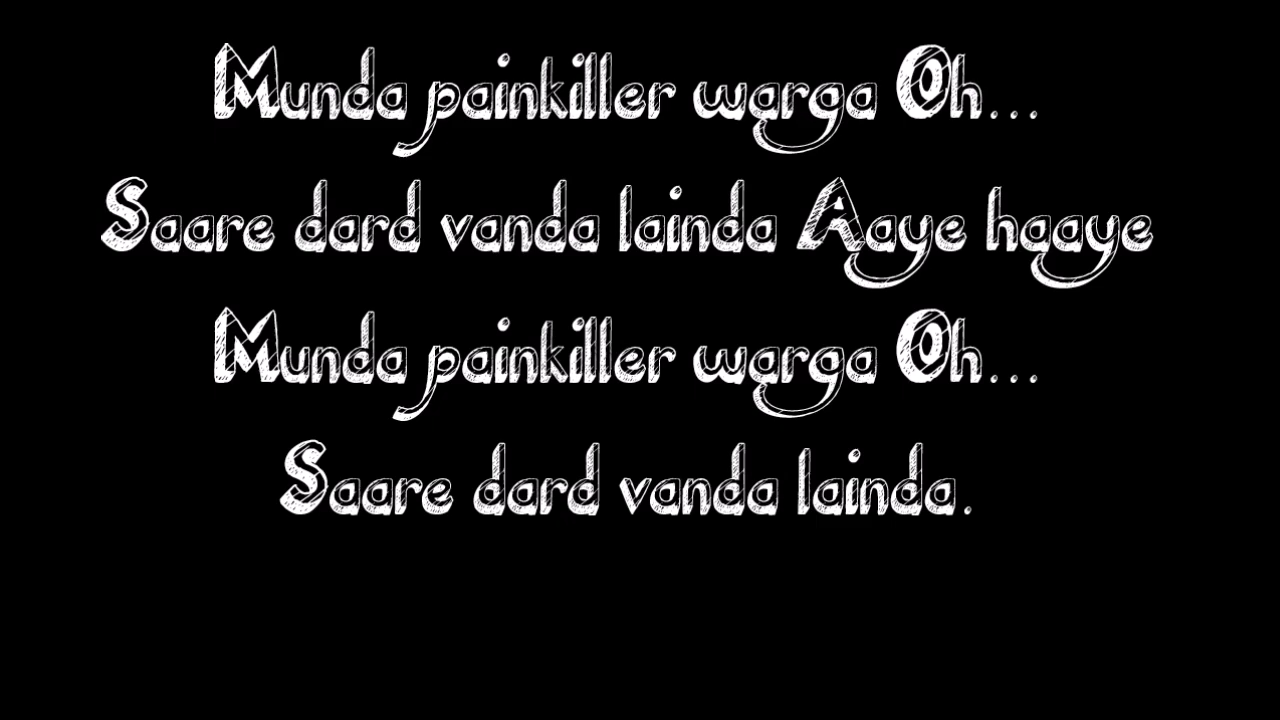 Munda painkiller warga Oh...
Saare dard vanda lainda Aaye haaye
Munda painkiller warga Oh...
Saare dard vanda lainda.